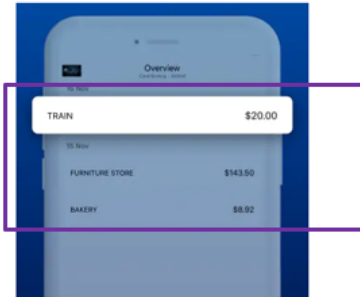 Overview
16 Nov
TRAIN $20.00
15 Nov
FURNITURE STORE $143.50
BAKERY $8.92